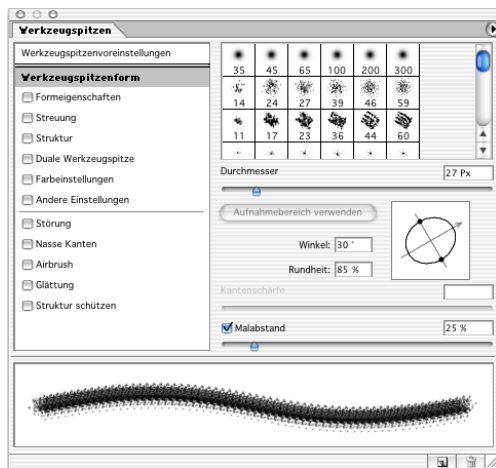 Werkzeugspitzen
Werkzeugspitzenvoreinstellungen
Werkzeugspitzenform
Formeigenschaften
Streuung
Struktur
Duale Werkzeugspitze
Farbeinstellungen
Andere Einstellungen
Störung
Nasse Kanten
Airbrush
Glättung
Struktur schützen
35 45 65 100 200 300
14 24 27 39 46 59
11 17 23 36 44 60
Durchmesser 27 Px
Aufnahmebereich verwenden
Winkel: 30 °
Rundheit: 85 %
Kantenschärfe
Malabstand 25 %